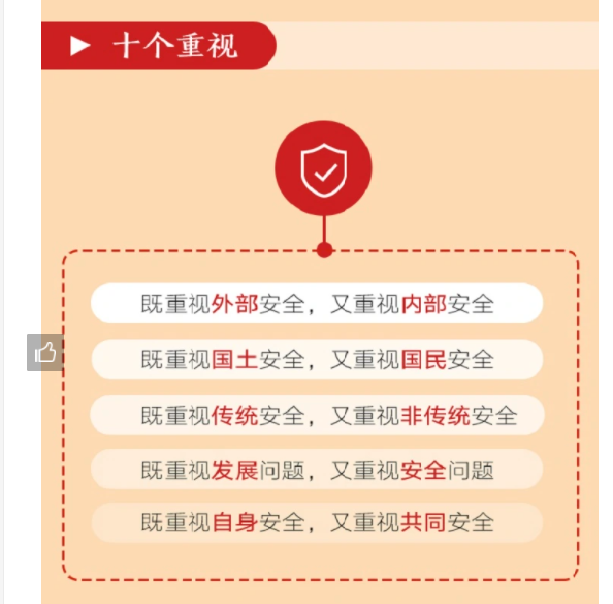 十个重视
既重视外部安全，又重视内部安全
既重视国土安全，又重视国民安全
既重视传统安全，又重视非传统安全
既重视发展问题，又重视安全问题
既重视自身安全，又重视共同安全